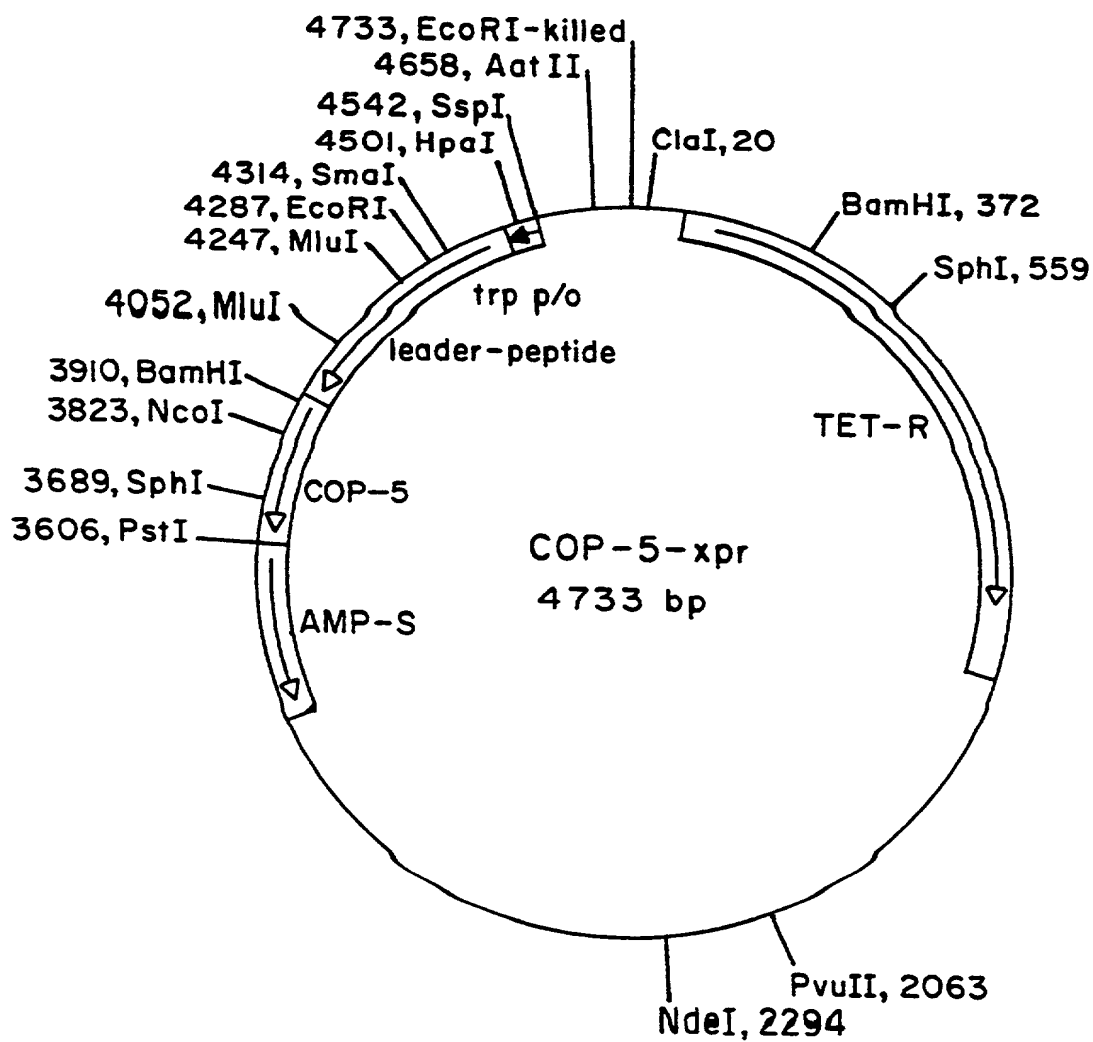 4733, EcoRI-killed
4658, AatII
4542, SspI
4501, HpaI
4314, SmaI
4287, EcoRI
4247, MluI
4052, MluI
3910, BamHI
3823, NcoI
3689, SphI
3606, PstI
ClaI, 20
BamHI, 372
SphI, 559
trp p/o
leader-peptide
TET-R
COP-5
AMP-S
COP-5-xpr
4733 bp
PvuII, 2063
NdeI, 2294